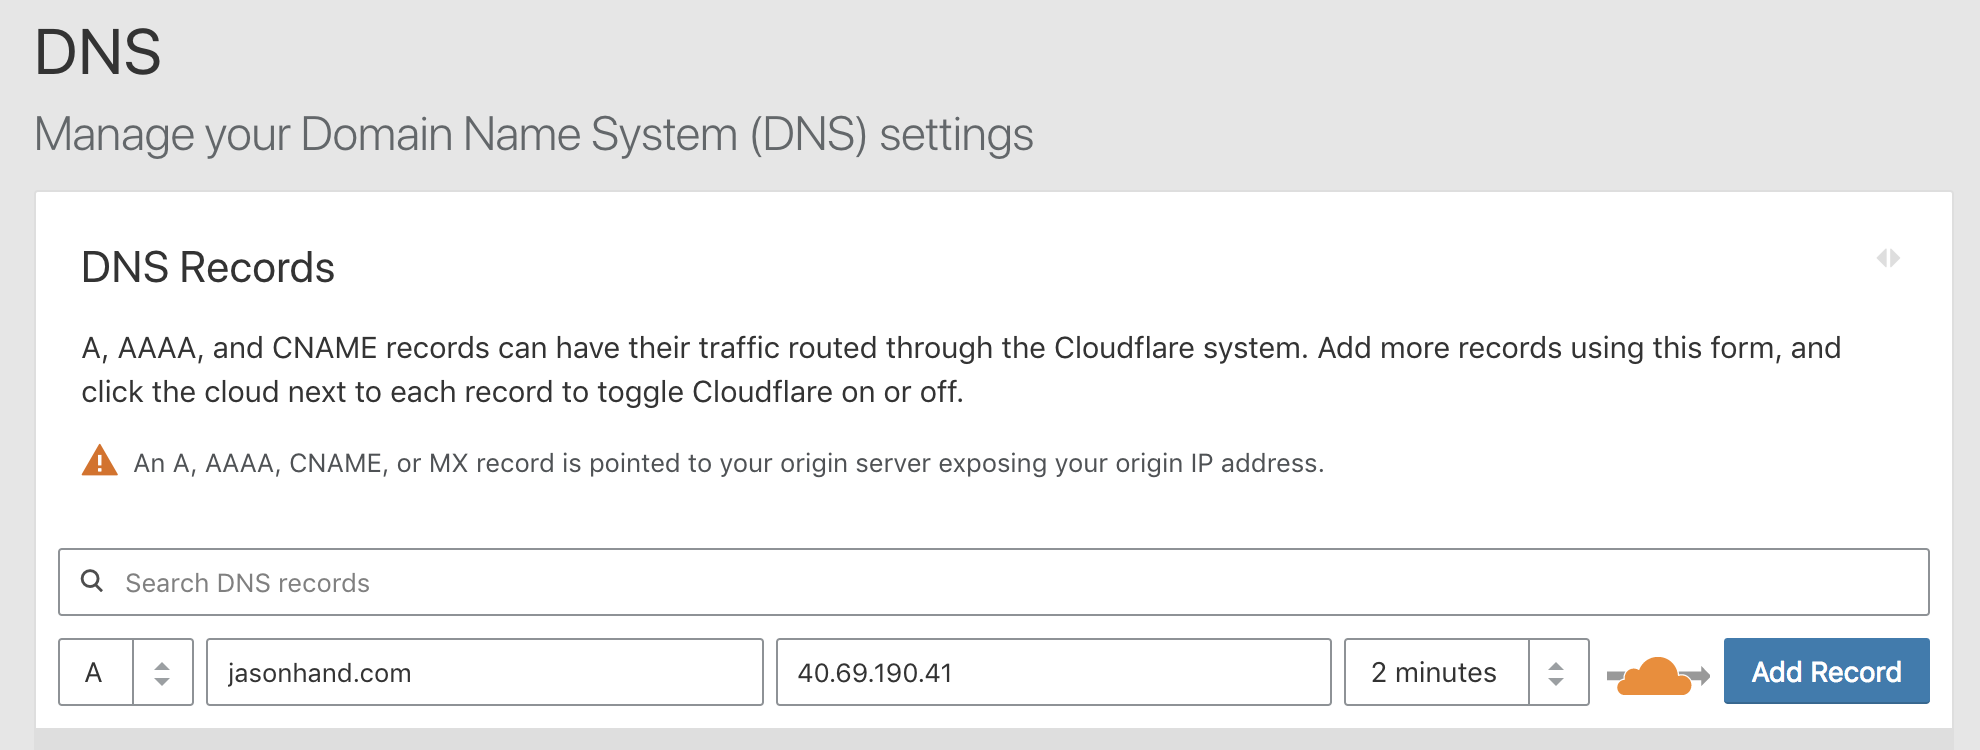 DNS
Manage your Domain Name System (DNS) settings
DNS Records
A, AAAA, and CNAME records can have their traffic routed through the Cloudflare system. Add more records using this form, and
click the cloud next to each record to toggle Cloudflare on or off.
An A, AAAA, CNAME, or MX record is pointed to your origin server exposing your origin IP address.
Search DNS records
A jasonhand.com 40.69.190.41 2 minutes Add Record